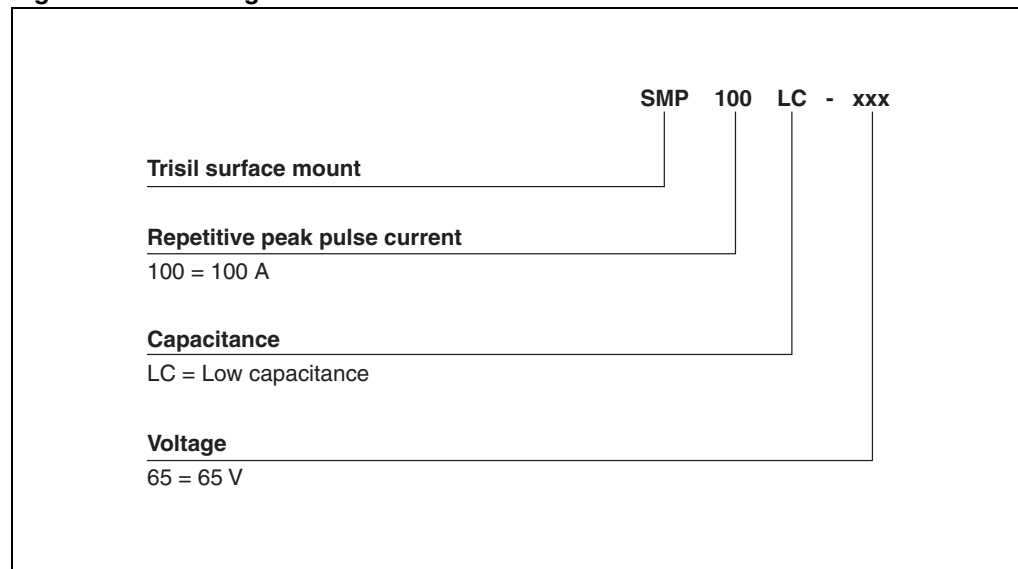 SMP 100 LC - xxx
Trisil surface mount
Repetitive peak pulse current
100 = 100 A
Capacitance
LC = Low capacitance
Voltage
65 = 65 V